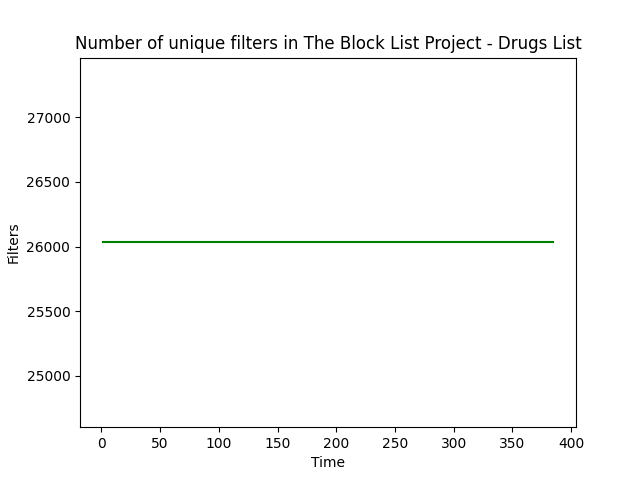 Number of unique filters in The Block List Project - Drugs List
27000
26500
26000
25500
25000
Filters
0 50 100 150 200 250 300 350 400
Time